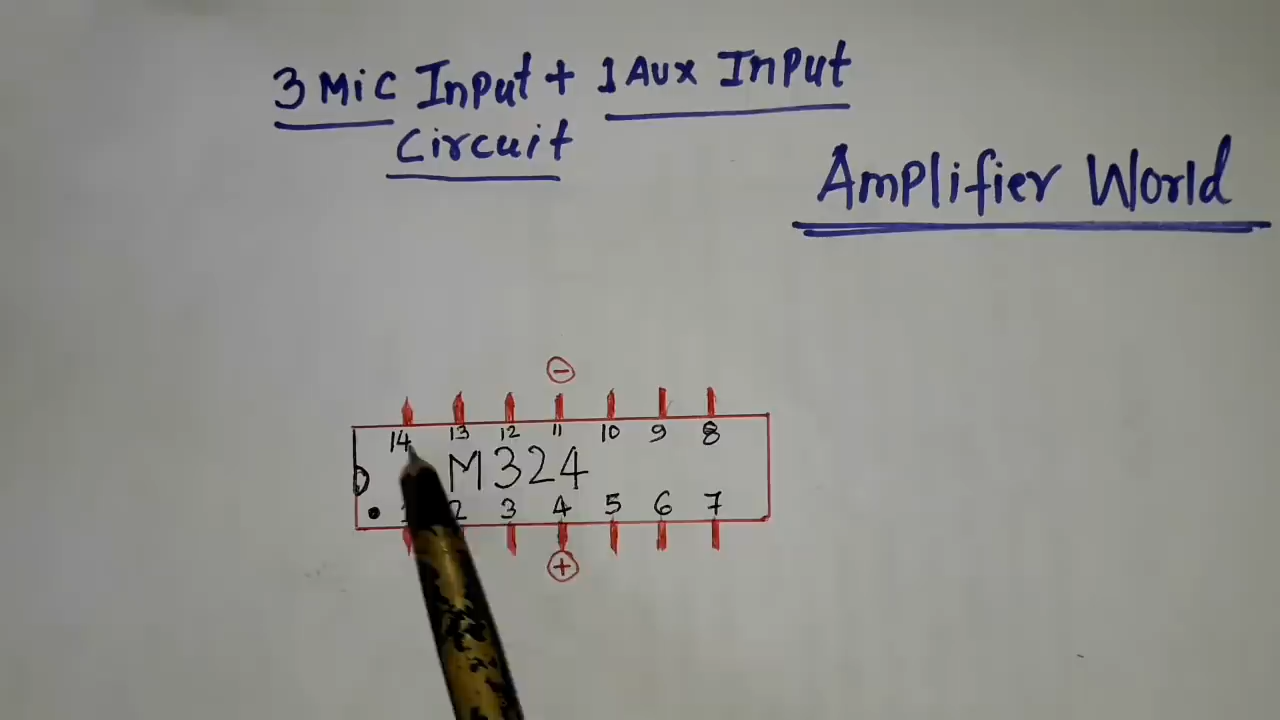 3 Mic Input + 1 Aux Input
Circuit
Amplifier World
−
14 13 12 11 10 9 8
M324
2 3 4 5 6 7
+